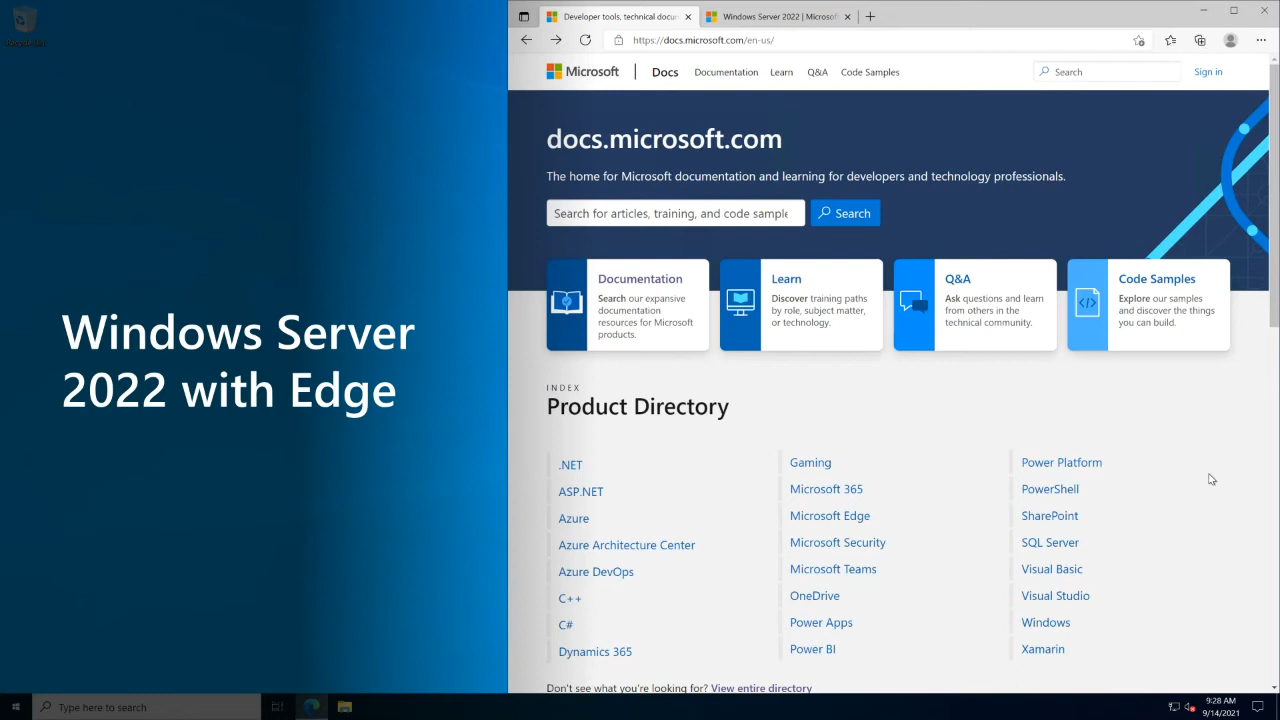 Recycle Bin
Developer tools, technical docu
Windows Server 2022 | Microsof
https://docs.microsoft.com/en-us/
Microsoft
Docs
Documentation
Learn
Q&A
Code Samples
Search
Sign in
docs.microsoft.com
The home for Microsoft documentation and learning for developers and technology professionals.
Search for articles, training, and code sample
Search
Documentation
Search our expansive
documentation
resources for Microsoft
products.
Learn
Discover training paths
by role, subject matter,
or technology.
Q&A
Ask questions and learn
from others in the
technical community.
Code Samples
Explore our samples
and discover the things
you can build.
Windows Server
2022 with Edge
INDEX
Product Directory
.NET
ASP.NET
Azure
Azure Architecture Center
Azure DevOps
C++
C#
Dynamics 365
Gaming
Microsoft 365
Microsoft Edge
Microsoft Security
Microsoft Teams
OneDrive
Power Apps
Power BI
Power Platform
PowerShell
SharePoint
SQL Server
Visual Basic
Visual Studio
Windows
Xamarin
Don't see what you're looking for? View entire directory
Type here to search
9:28 AM
9/14/2021